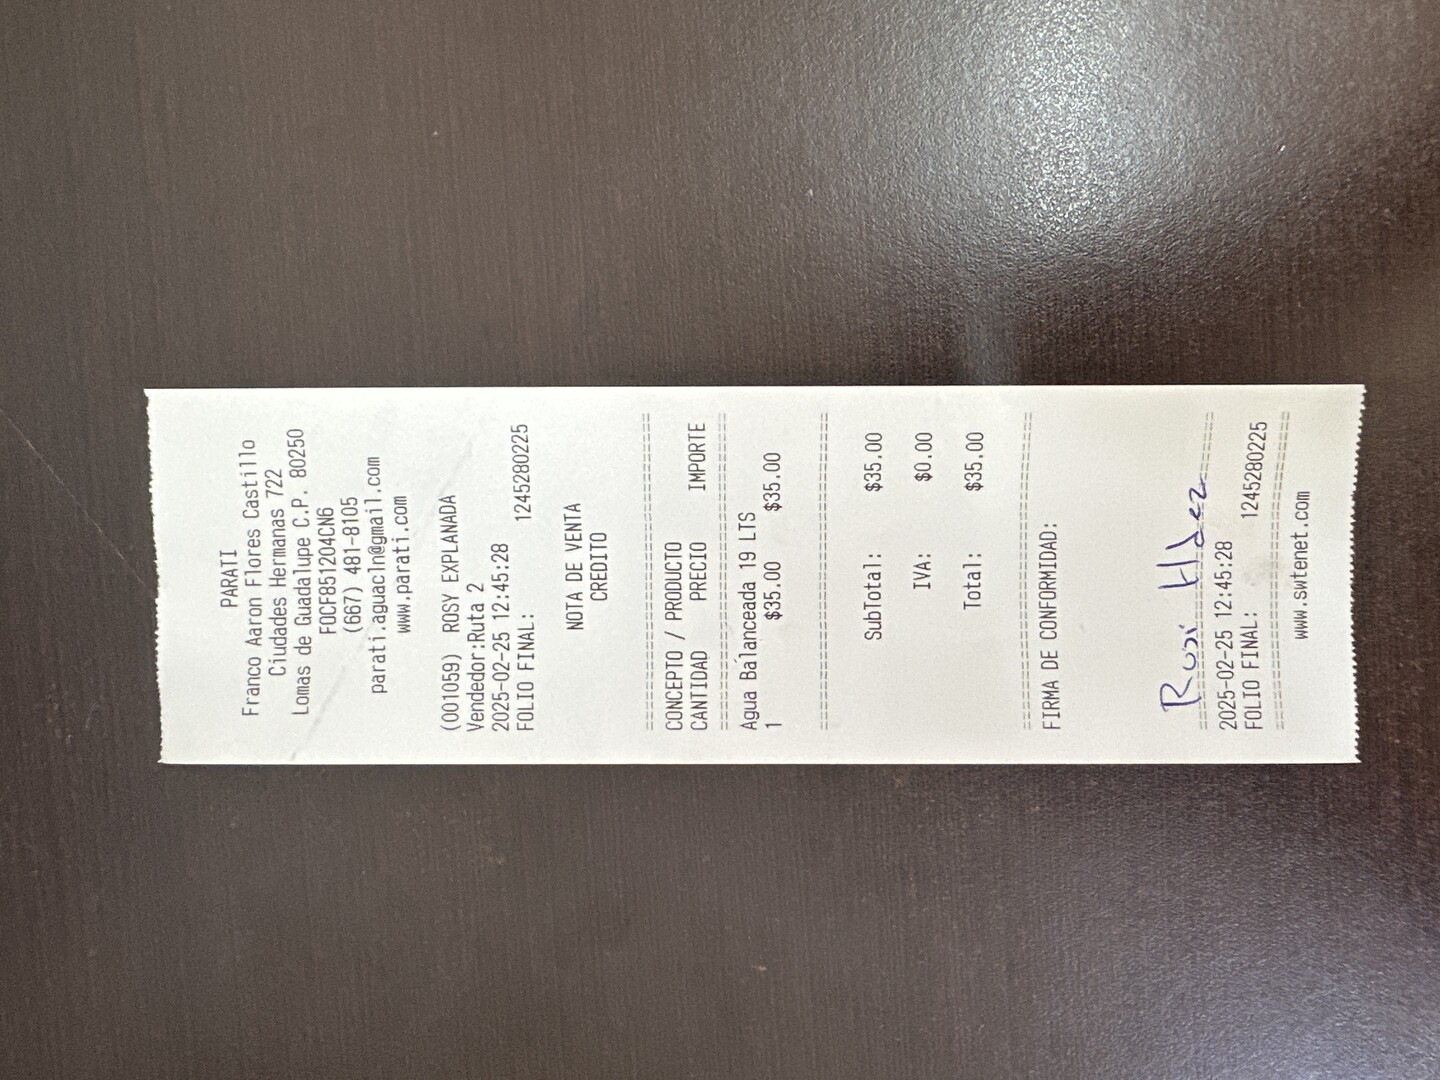 PARATI
Franco Aaron Flores Castillo
Ciudades Hermanas 722
Lomas de Guadalupe C.P. 80250
FOCF851204CN6
(667) 481-8105
parati.aguacln@gmail.com
www.parati.com
(001059) ROSY EXPLANADA
Vendedor:Ruta 2
2025-02-25 12:45:28
FOLIO FINAL: 1245280225
NOTA DE VENTA
CREDITO
CONCEPTO / PRODUCTO
CANTIDAD PRECIO IMPORTE
Agua Balanceada 19 LTS
1 $35.00 $35.00
SubTotal: $35.00
IVA: $0.00
Total: $35.00
FIRMA DE CONFORMIDAD:
Rosi Hdez
2025-02-25 12:45:28
FOLIO FINAL: 1245280225
www.swtenet.com